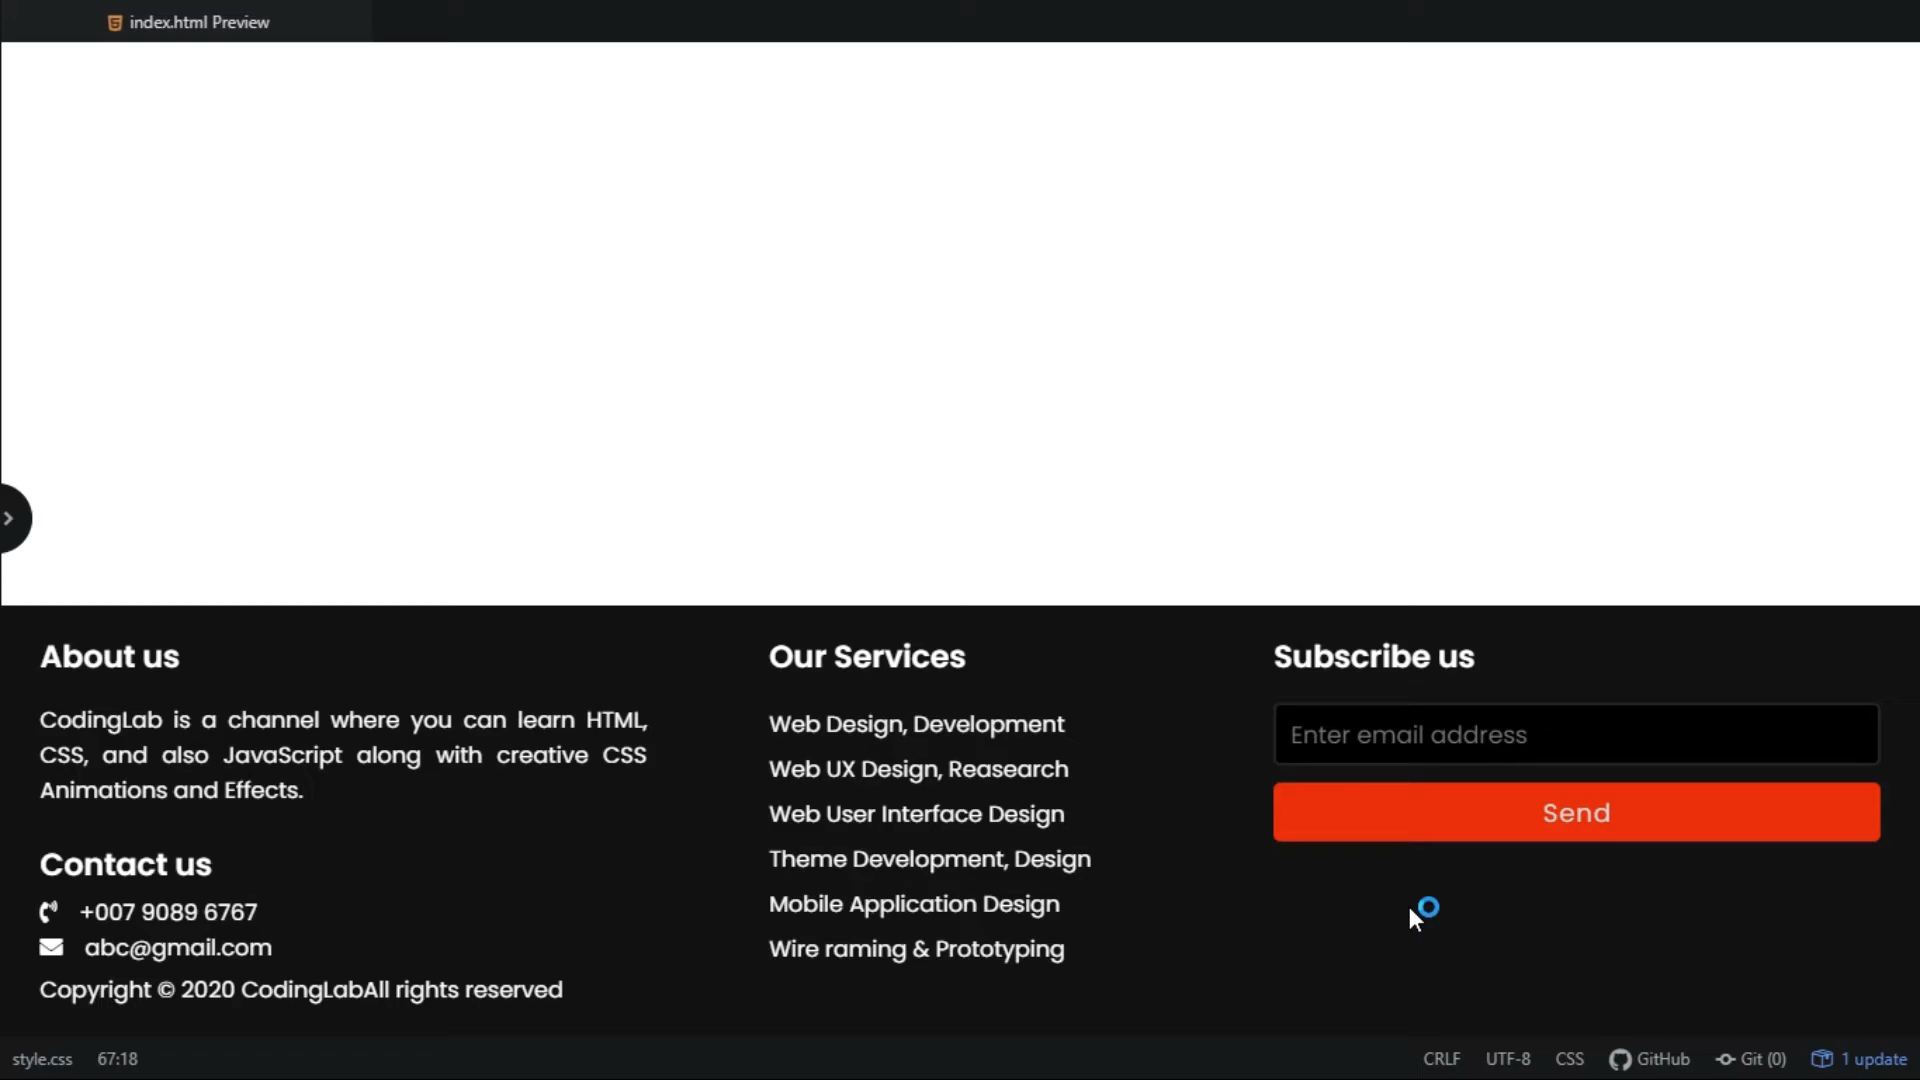 index.html Preview
About us
CodingLab is a channel where you can learn HTML,
CSS, and also JavaScript along with creative CSS
Animations and Effects.
Contact us
+007 9089 6767
abc@gmail.com
Copyright © 2020 CodingLabAll rights reserved
Our Services
Web Design, Development
Web UX Design, Reasearch
Web User Interface Design
Theme Development, Design
Mobile Application Design
Wire raming & Prototyping
Subscribe us
Enter email address
Send
style.css 67:18 CRLF UTF-8 CSS GitHub Git (0) 1 update